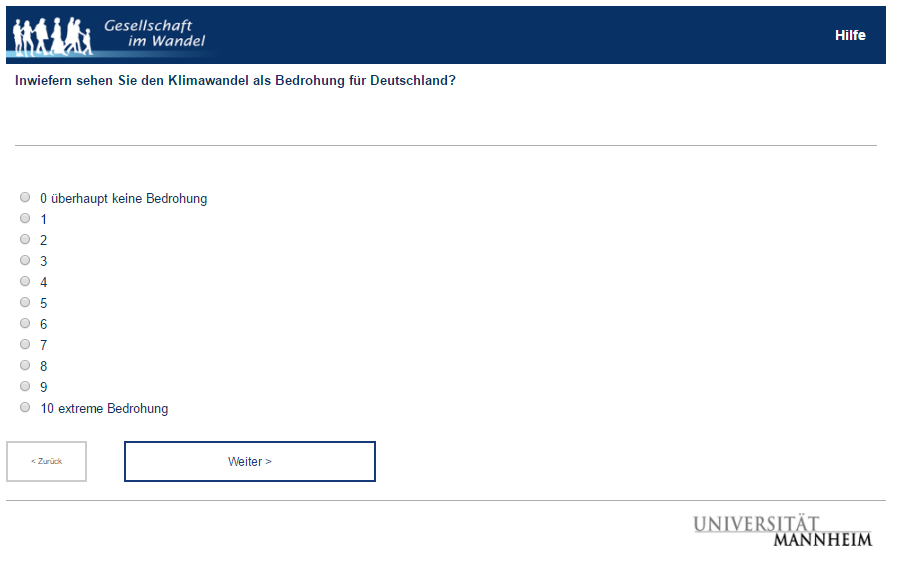 Gesellschaft
im Wandel
Hilfe
Inwiefern sehen Sie den Klimawandel als Bedrohung für Deutschland?
0 überhaupt keine Bedrohung
1
2
3
4
5
6
7
8
9
10 extreme Bedrohung
< Zurück
Weiter >
UNIVERSITÄT
MANNHEIM